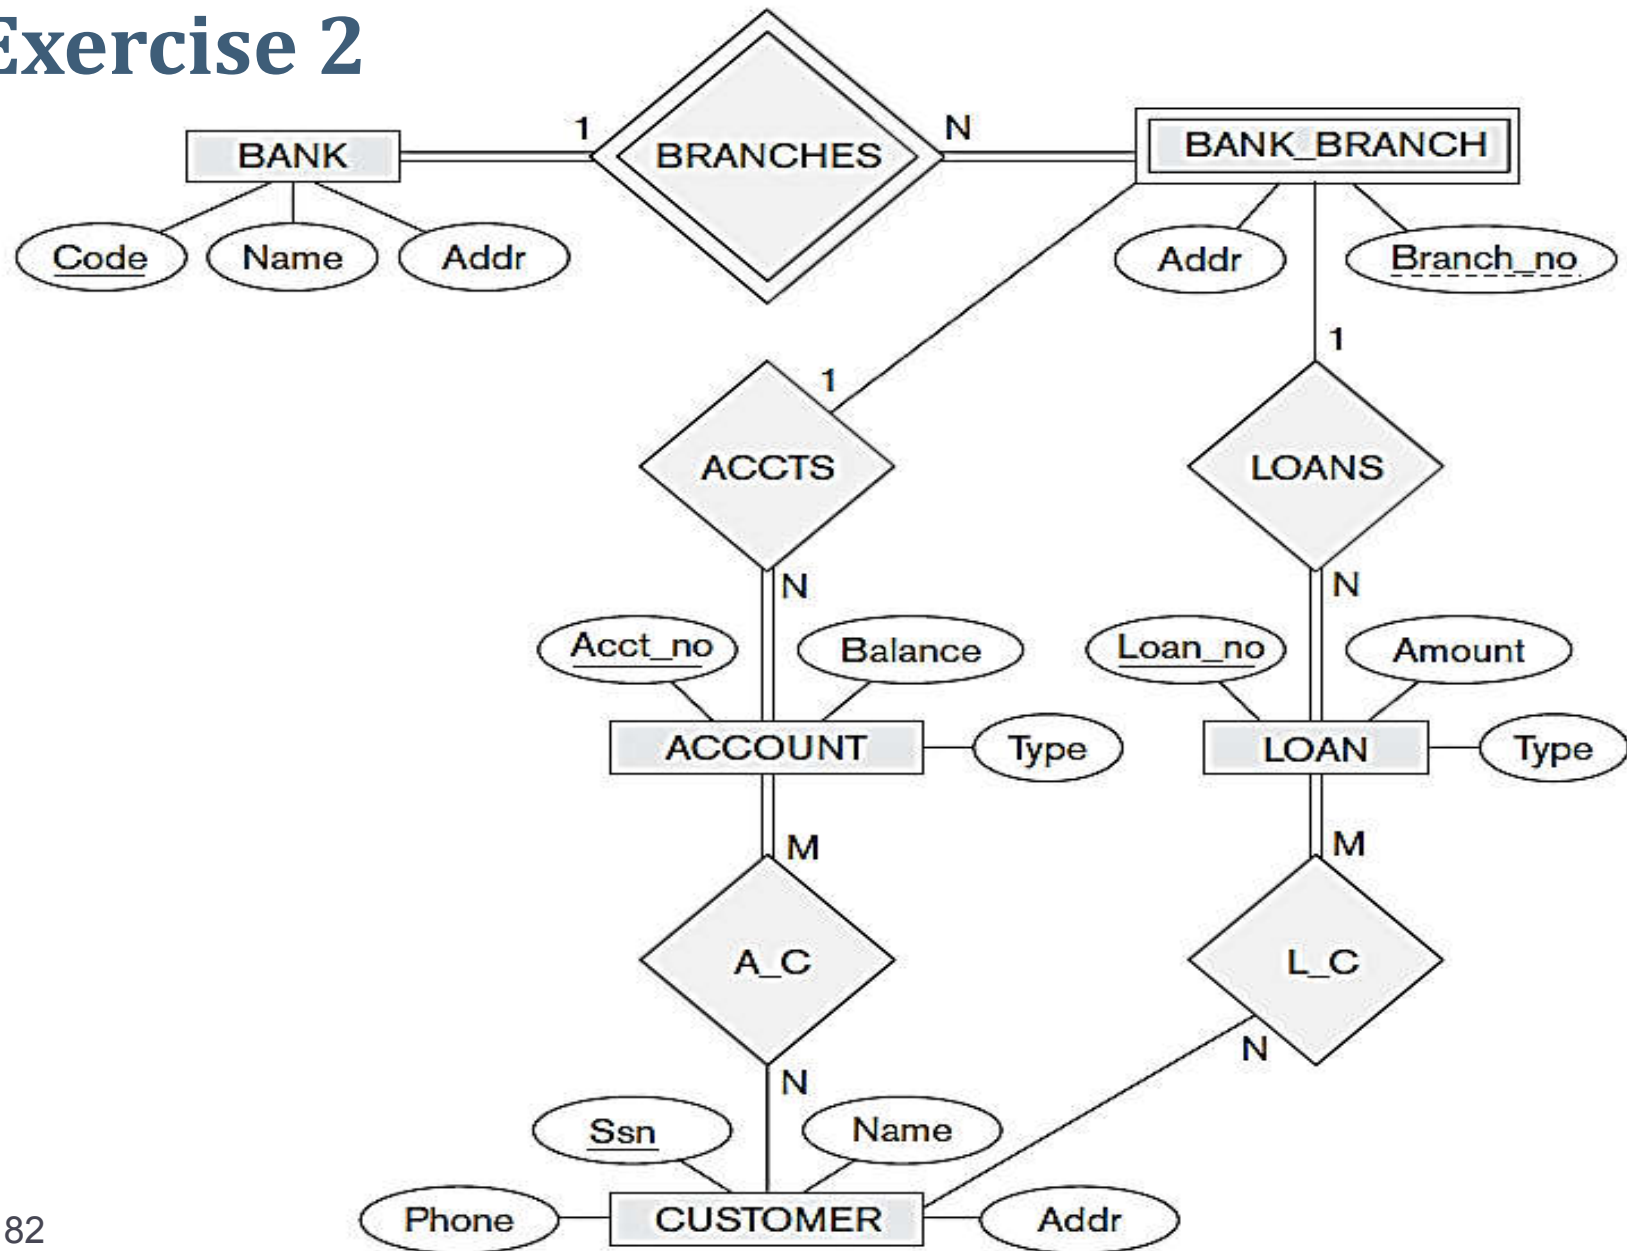 Exercise 2
BRANCHES
1
N
BANK
BANK_BRANCH
Code
Name
Addr
Addr
Branch_no
1
1
ACCTS
LOANS
N
N
Acct_no
Balance
Loan_no
Amount
ACCOUNT
Type
LOAN
Type
M
M
A_C
L_C
N
N
Ssn
Name
Phone
CUSTOMER
Addr
82